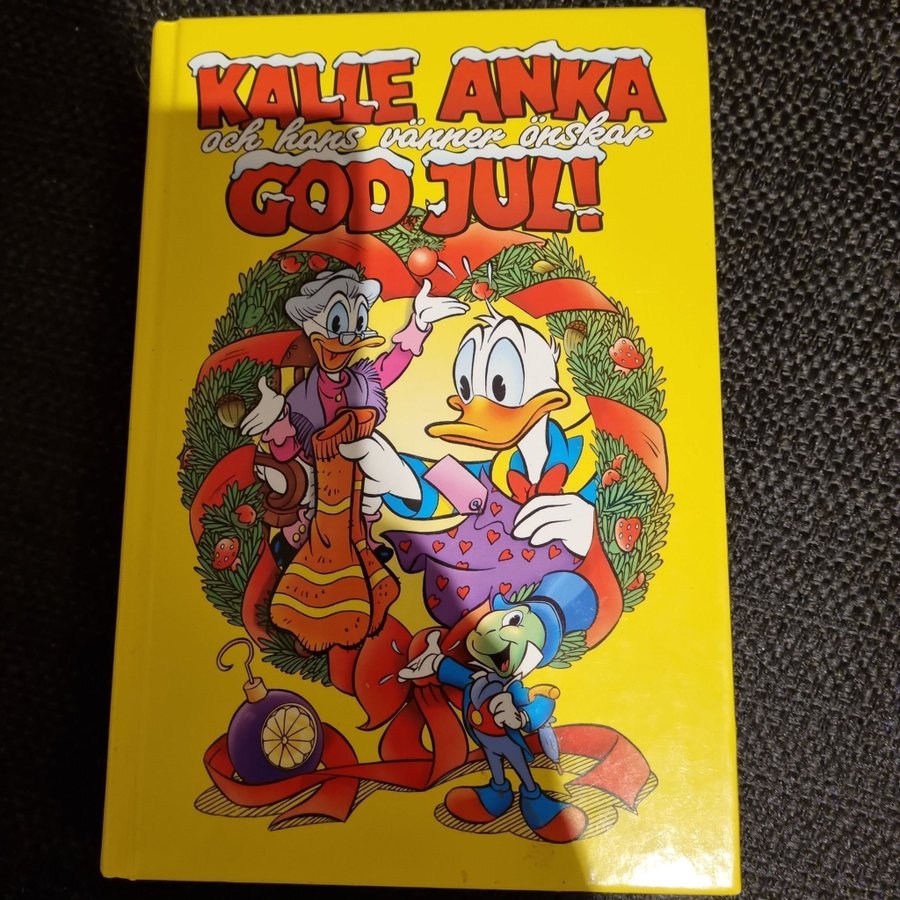 KALLE ANKA
och hans vänner önskar
GOD JUL!